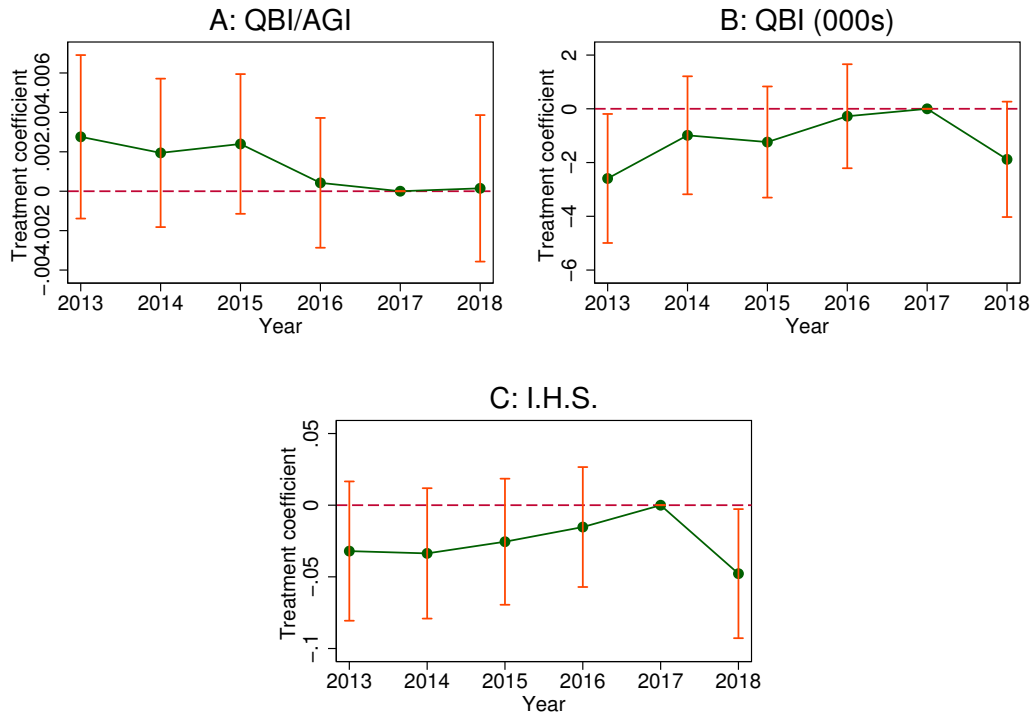 A: QBI/AGI
Treatment coefficient
-.004.002 0 .002.004.006
2013 2014 2015 2016 2017 2018
Year
B: QBI (000s)
Treatment coefficient
2
0
-2
-4
-6
2013 2014 2015 2016 2017 2018
Year
C: I.H.S.
Treatment coefficient
.05
0
-.05
-.1
2013 2014 2015 2016 2017 2018
Year